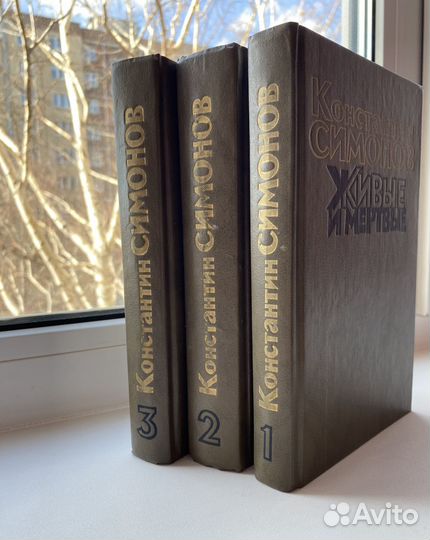 3 Константин СИМОНОВ
2 Константин СИМОНОВ
1 Константин СИМОНОВ
Константин
СИМОНОВ
ЖИВЫЕ
И МЕРТВЫЕ
Avito